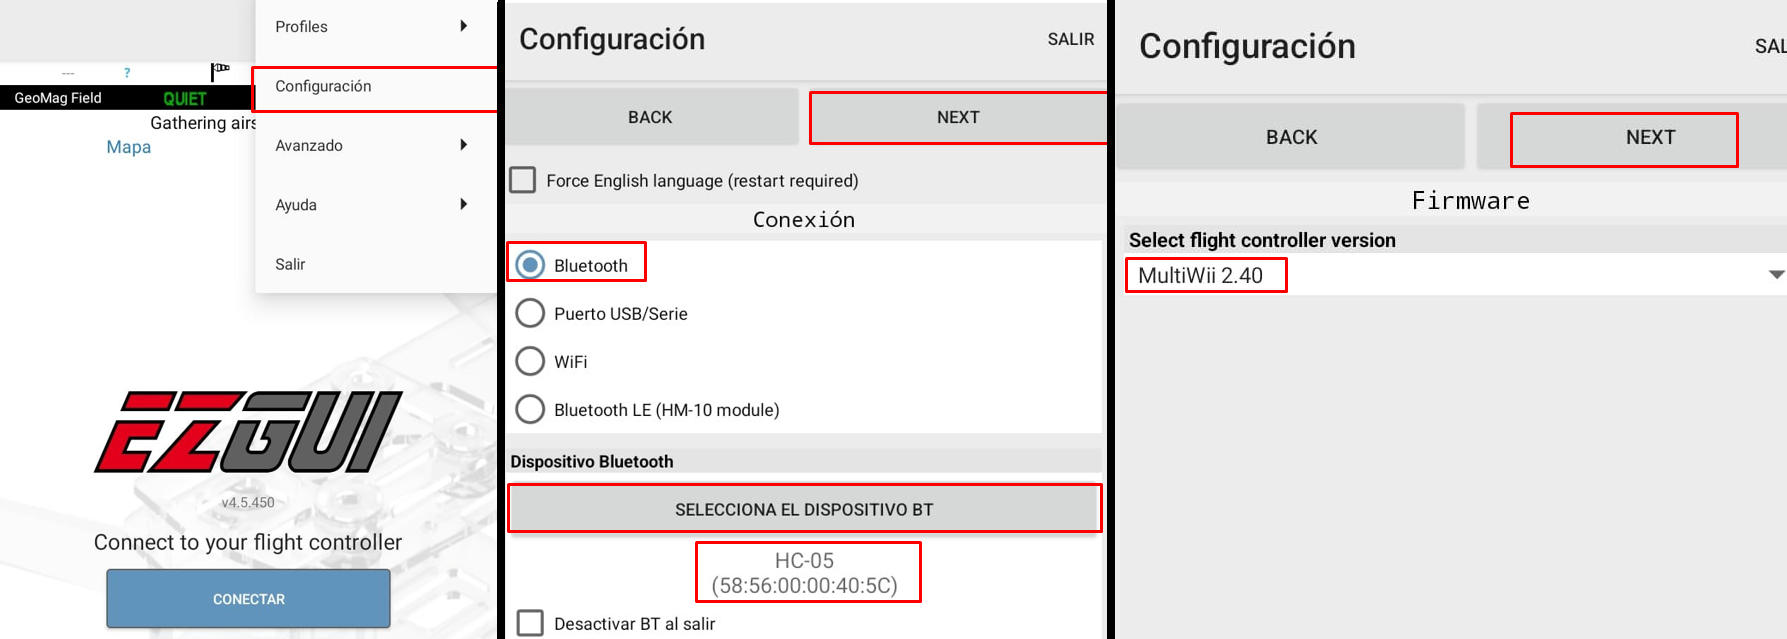 Profiles
Configuración
--- ?
GeoMag Field QUIET
Gathering airs
Mapa
Avanzado
Ayuda
Salir
EZGUI
v4.5.450
Connect to your flight controller
CONECTAR
Configuración SALIR
BACK NEXT
Force English language (restart required)
Conexión
Bluetooth
Puerto USB/Serie
WiFi
Bluetooth LE (HM-10 module)
Dispositivo Bluetooth
SELECCIONA EL DISPOSITIVO BT
HC-05
(58:56:00:00:40:5C)
Desactivar BT al salir
Configuración SAL
BACK NEXT
Firmware
Select flight controller version
MultiWii 2.40